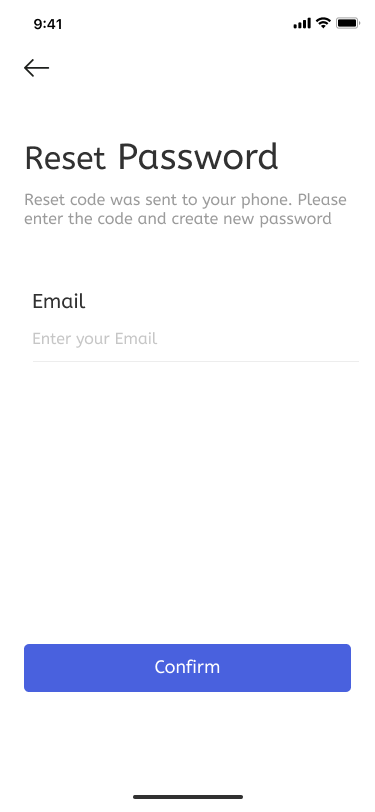 9:41
Reset Password
Reset code was sent to your phone. Please
enter the code and create new password
Email
Enter your Email
Confirm